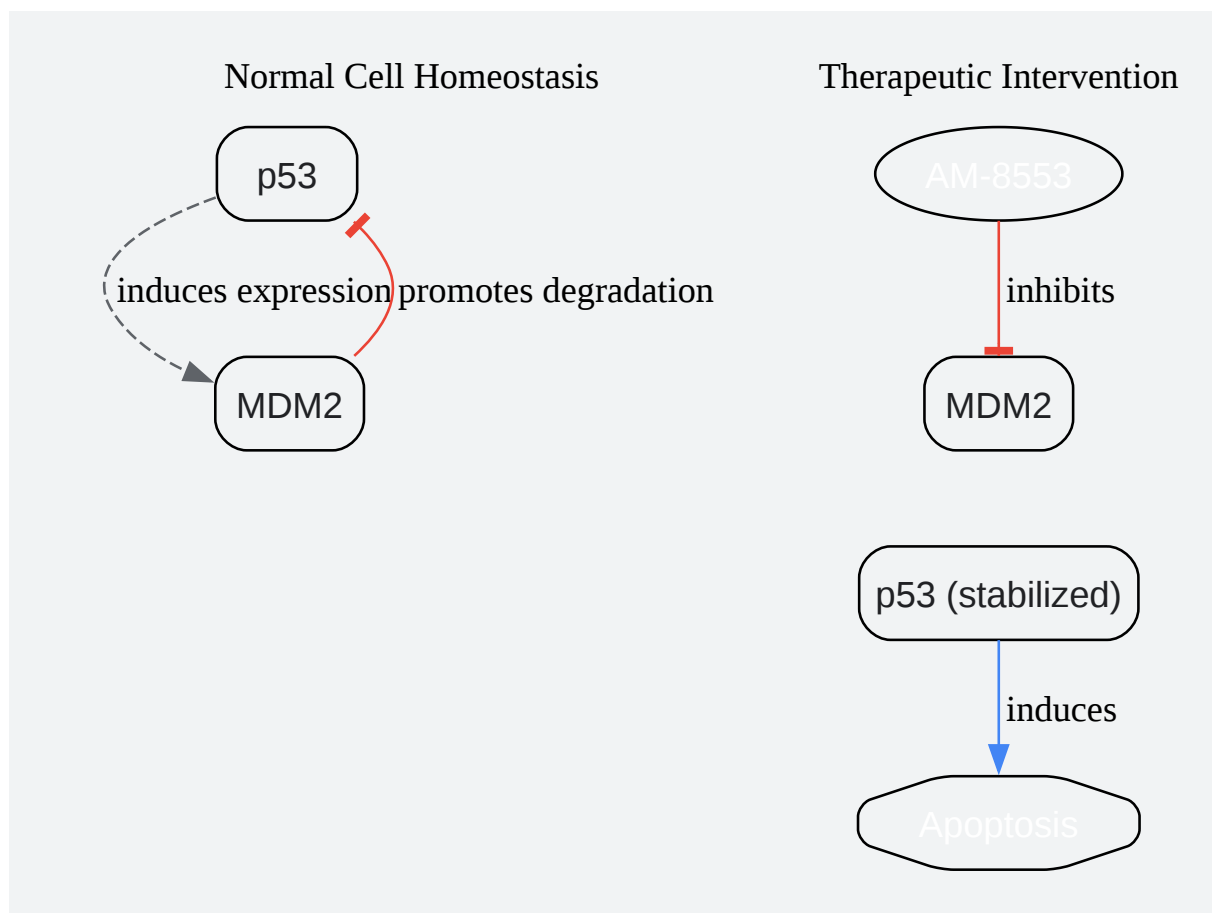 Normal Cell Homeostasis
p53
induces expression
promotes degradation
MDM2
Therapeutic Intervention
AM-8553
inhibits
MDM2
p53 (stabilized)
induces
Apoptosis